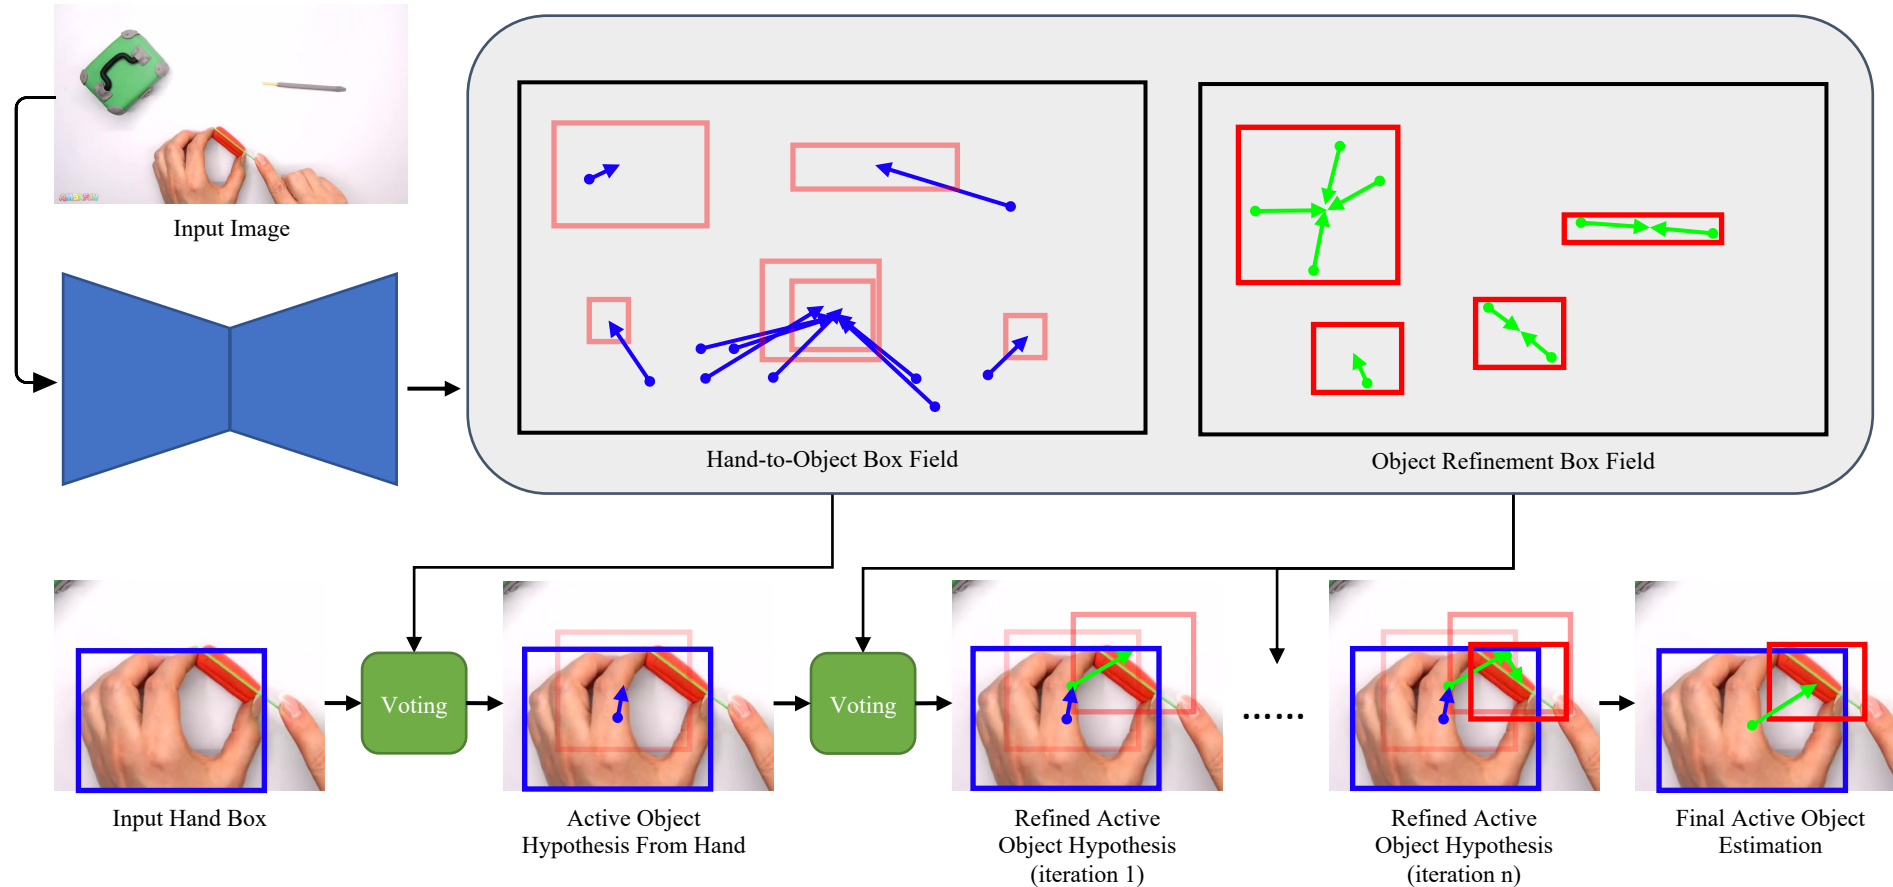 Input Image
Hand-to-Object Box Field
Object Refinement Box Field
Voting
Voting
......
Input Hand Box
Active Object
Hypothesis From Hand
Refined Active
Object Hypothesis
(iteration 1)
Refined Active
Object Hypothesis
(iteration n)
Final Active Object
Estimation